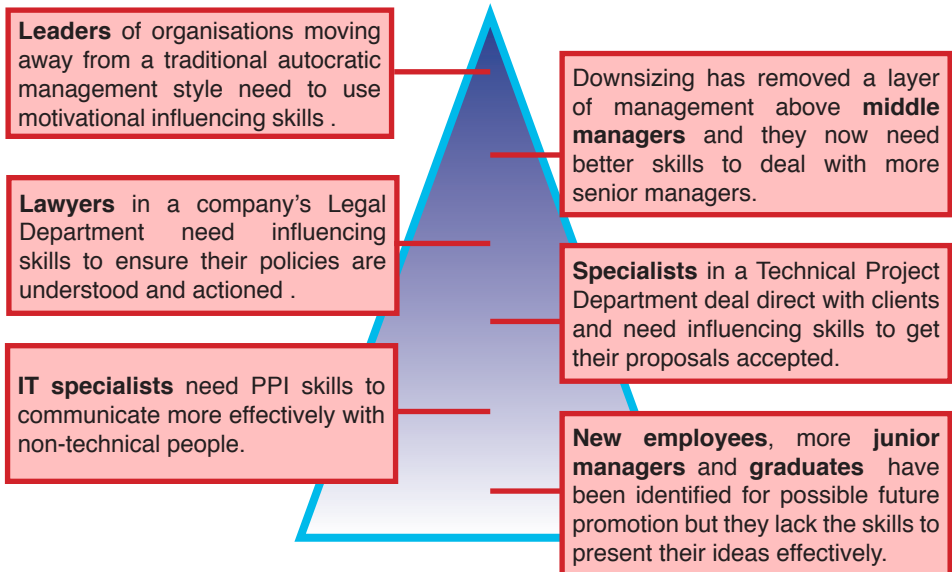 Leaders of organisations moving
away from a traditional autocratic
management style need to use
motivational influencing skills .
Downsizing has removed a layer
of management above middle
managers and they now need
better skills to deal with more
senior managers.
Lawyers in a company's Legal
Department need influencing
skills to ensure their policies are
understood and actioned .
Specialists in a Technical Project
Department deal direct with clients
and need influencing skills to get
their proposals accepted.
IT specialists need PPI skills to
communicate more effectively with
non-technical people.
New employees, more junior
managers and graduates have
been identified for possible future
promotion but they lack the skills to
present their ideas effectively.